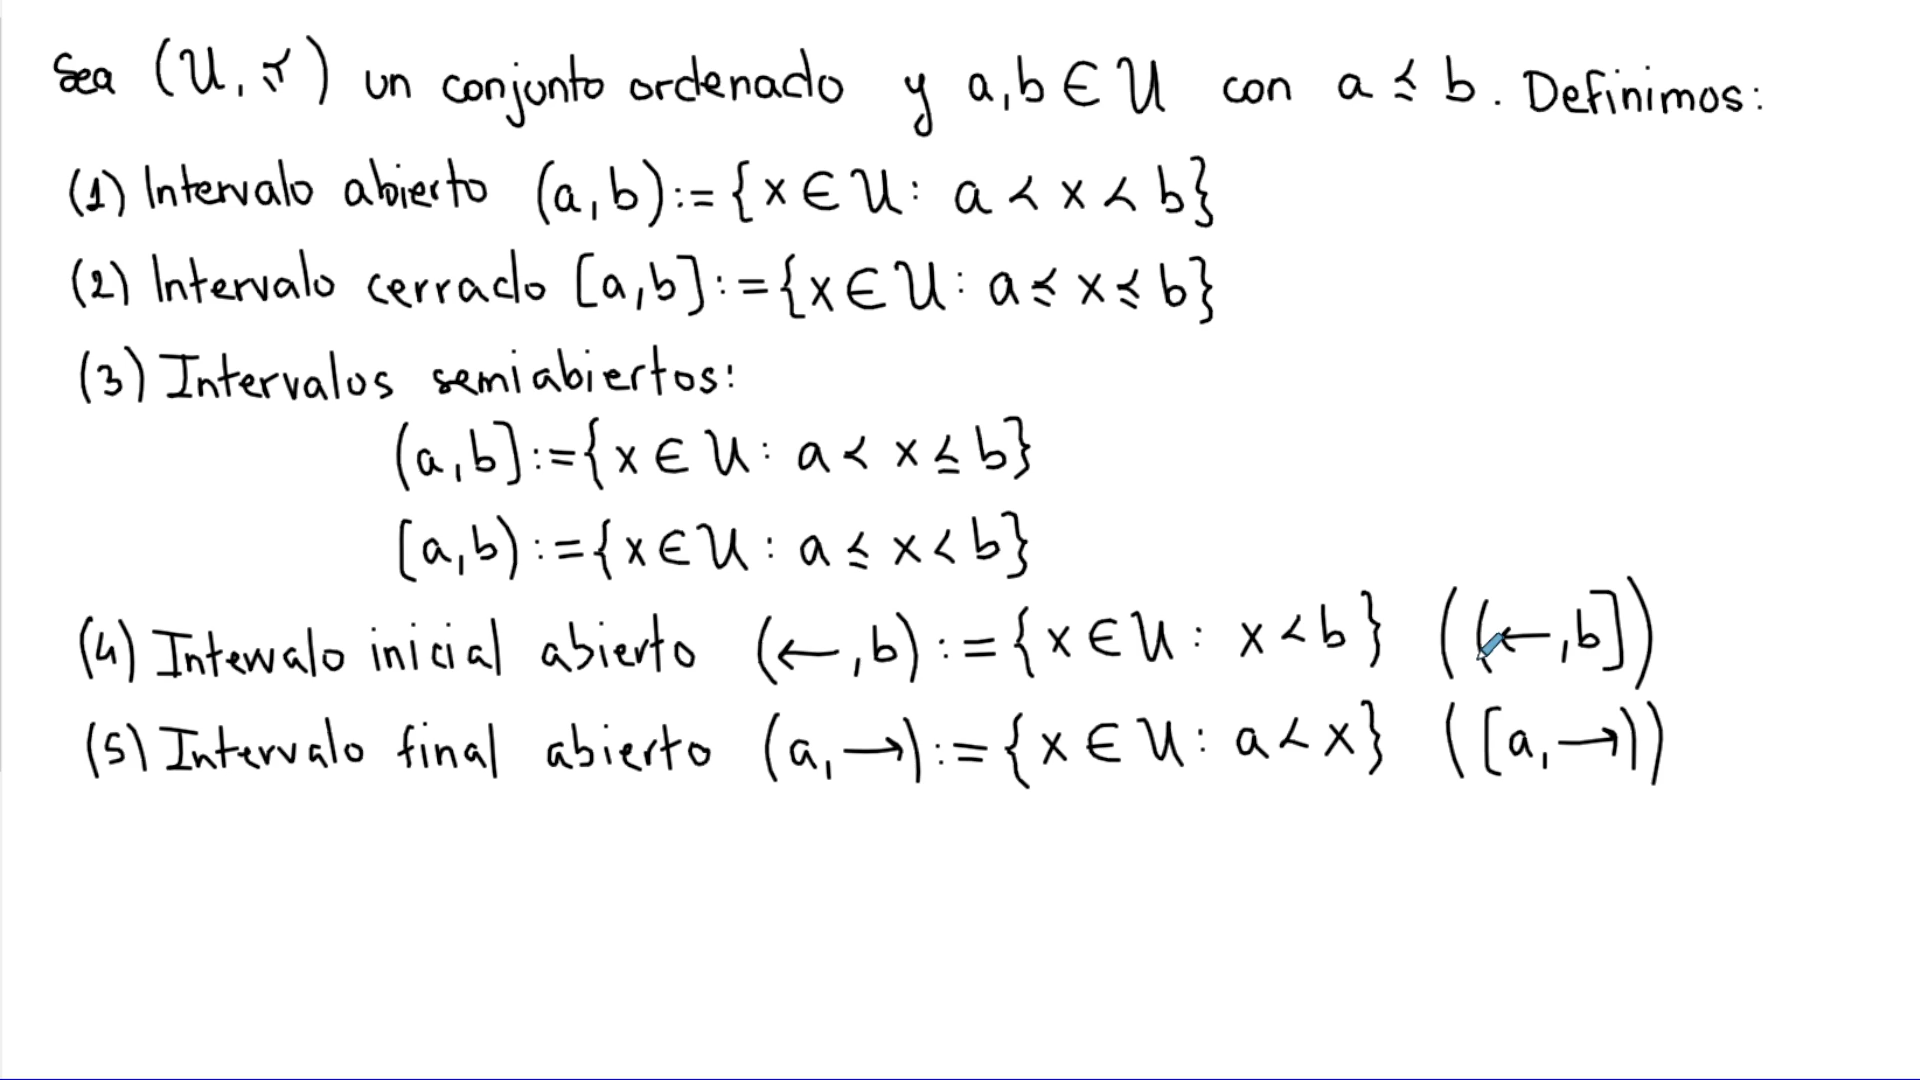 Sea (U, ≼) un conjunto ordenado y a,b ∈ U con a ≼ b. Definimos:
(1) Intervalo abierto (a,b):={x ∈ U: a ≺ x ≺ b}
(2) Intervalo cerrado [a,b]:={x ∈ U: a ≼ x ≼ b}
(3) Intervalos semiabiertos:
(a,b]:={x ∈ U: a ≺ x ≼ b}
[a,b):={x ∈ U: a ≼ x ≺ b}
(4) Intervalo inicial abierto (←,b):={x ∈ U: x ≺ b} ((←,b])
(5) Intervalo final abierto (a,→):={x ∈ U: a ≺ x} ([a,→))